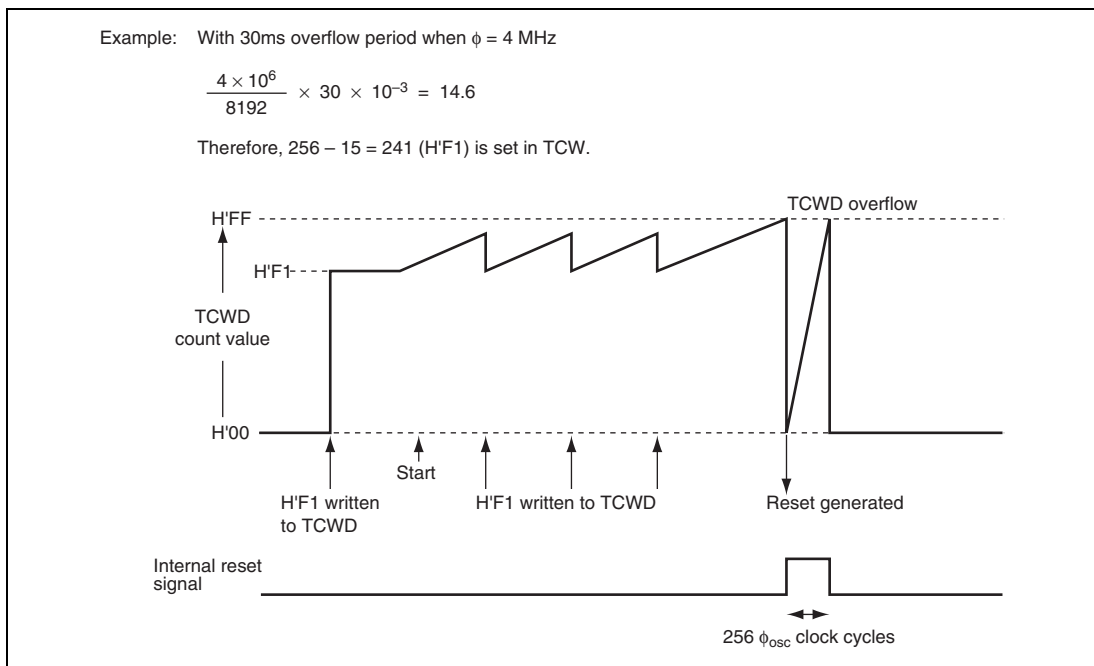 Example: With 30ms overflow period when ϕ = 4 MHz
4 × 10⁶
8192
× 30 × 10⁻³ = 14.6
Therefore, 256 – 15 = 241 (H'F1) is set in TCW.
TCWD overflow
H'FF
H'F1
TCWD
count value
H'00
Start
H'F1 written
to TCWD
H'F1 written to TCWD
Reset generated
Internal reset
signal
256 ϕosc clock cycles